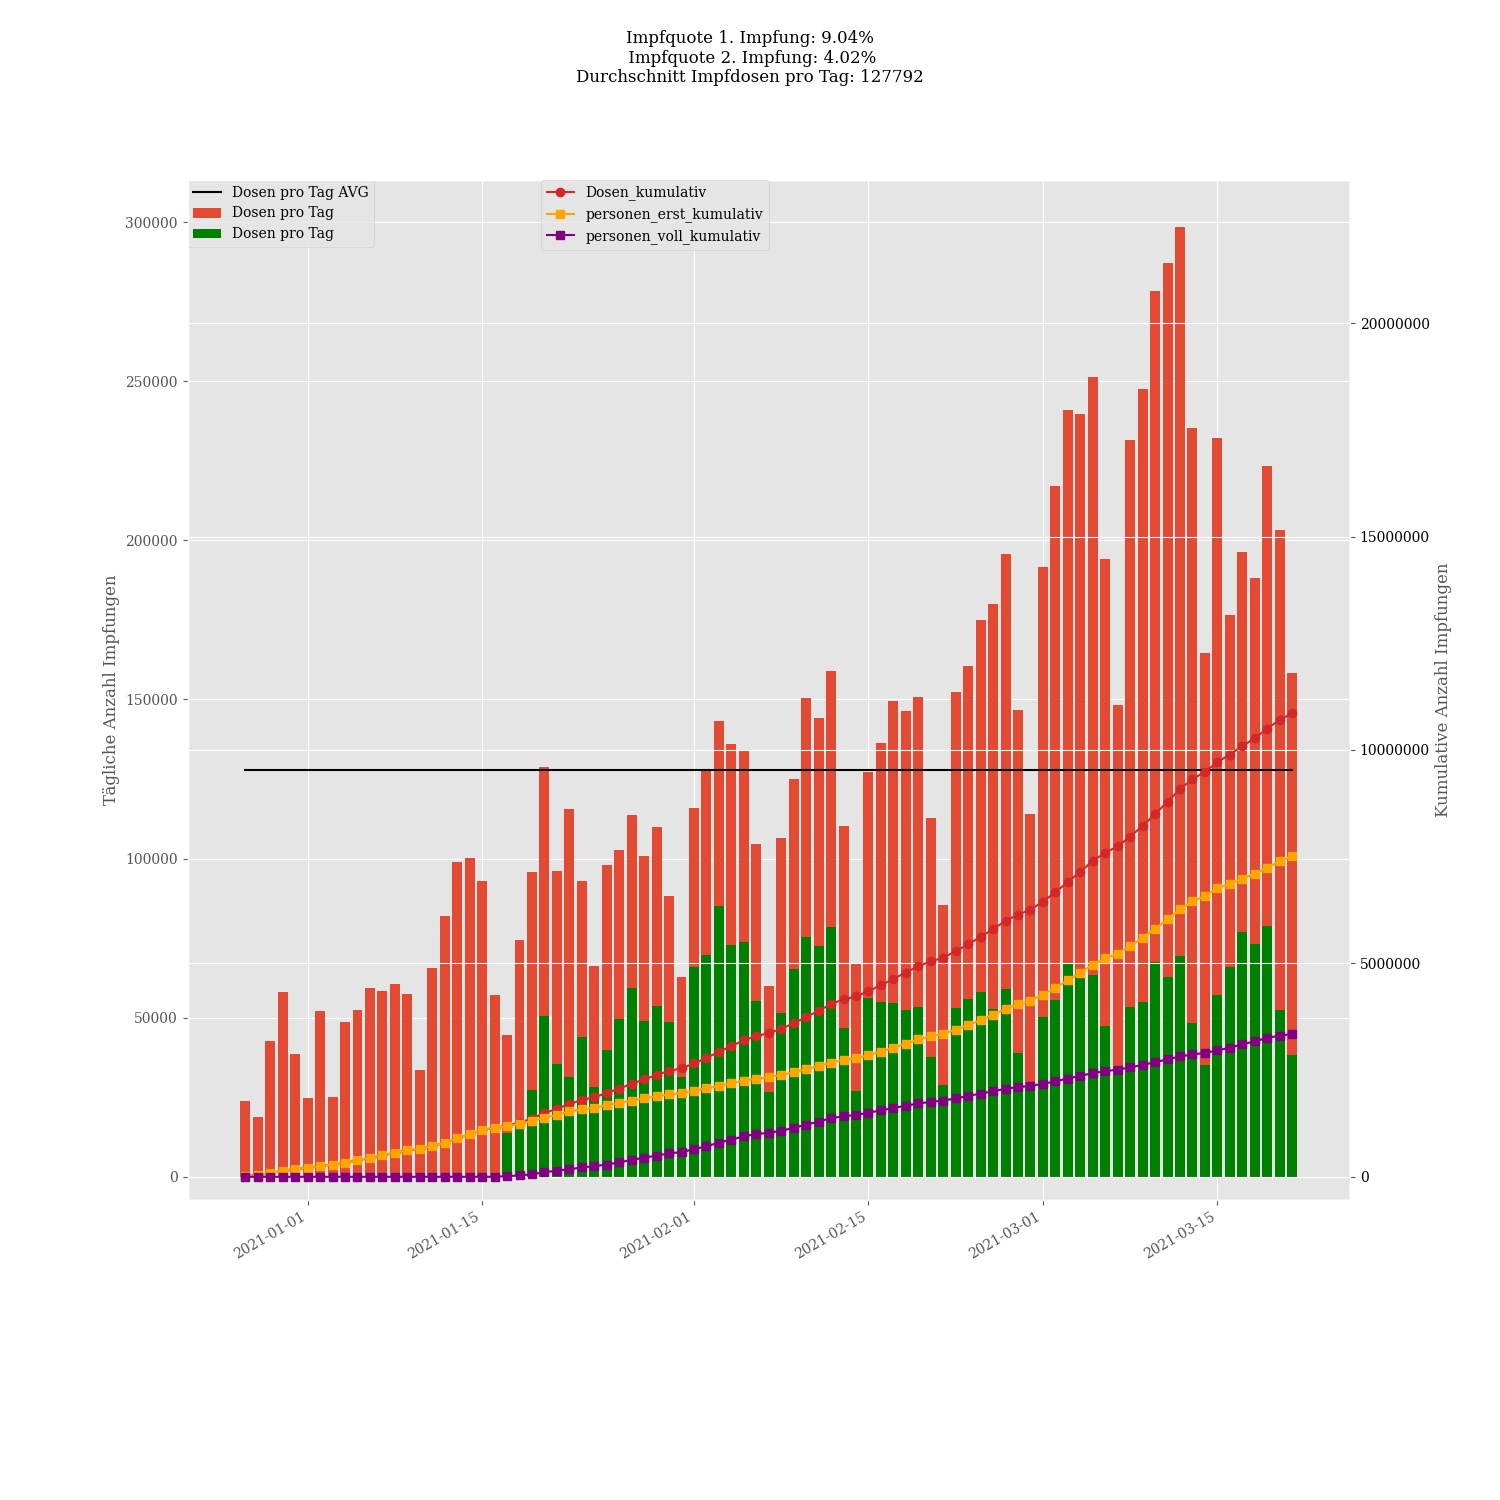 Impfquote 1. Impfung: 9.04%
Impfquote 2. Impfung: 4.02%
Durchschnitt Impfdosen pro Tag: 127792
Dosen pro Tag AVG
Dosen pro Tag
Dosen pro Tag
Dosen_kumulativ
personen_erst_kumulativ
personen_voll_kumulativ
Tägliche Anzahl Impfungen
300000
250000
200000
150000
100000
50000
0
20000000
15000000
10000000
5000000
0
Kumulative Anzahl Impfungen
2021-01-01
2021-01-15
2021-02-01
2021-02-15
2021-03-01
2021-03-15